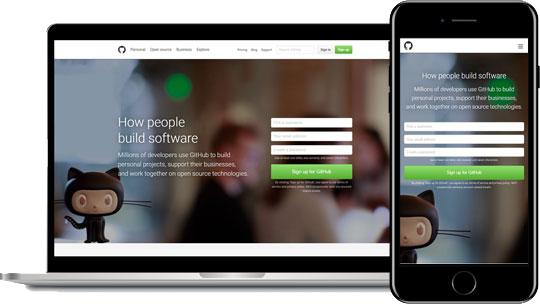 Personal Open source Business Explore
Pricing Blog Support
Search GitHub
Sign in
Sign up
How people
build software
Millions of developers use GitHub to build
personal projects, support their businesses,
and work together on open source technologies.
Pick a username
Your email address
Create a password
Sign up for GitHub
How people build software
Millions of developers use GitHub to build
personal projects, support their businesses,
and work together on open source technologies.
Pick a username
Your email address
Create a password
Sign up for GitHub